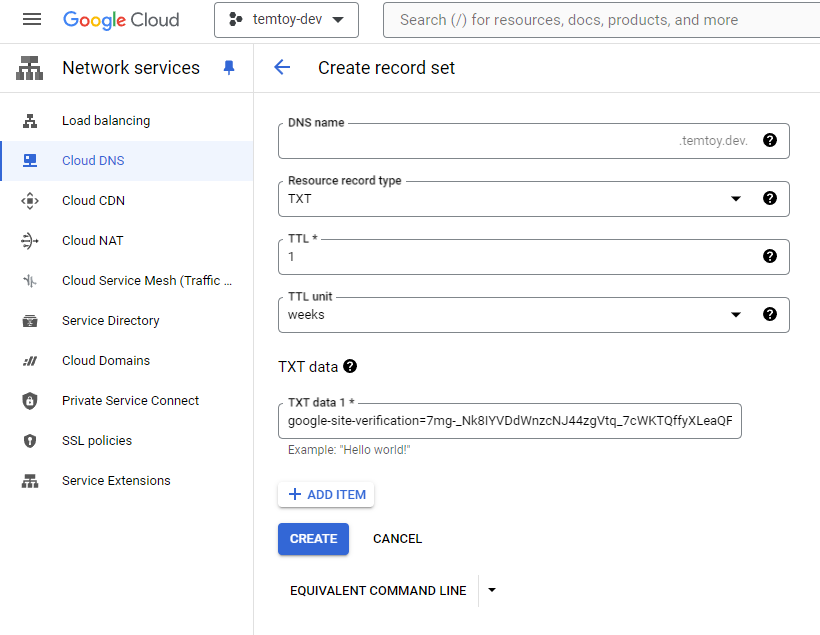 Google Cloud
temtoy-dev
Search (/) for resources, docs, products, and more
Network services
Create record set
Load balancing
Cloud DNS
Cloud CDN
Cloud NAT
Cloud Service Mesh (Traffic ...
Service Directory
Cloud Domains
Private Service Connect
SSL policies
Service Extensions
DNS name
.temtoy.dev.
Resource record type
TXT
TTL *
1
TTL unit
weeks
TXT data
TXT data 1 *
google-site-verification=7mg-_Nk8IYVDdWnzcNJ44zgVtq_7cWKTQffyXLeaQF
Example: "Hello world!"
ADD ITEM
CREATE
CANCEL
EQUIVALENT COMMAND LINE